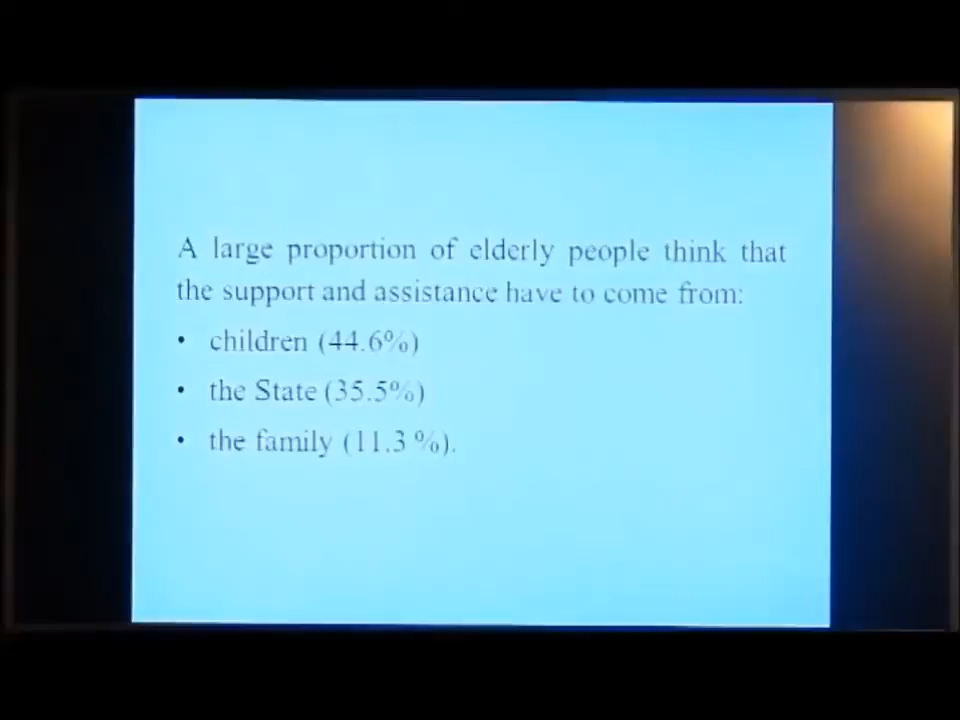 A large proportion of elderly people think that
the support and assistance have to come from:
• children (44.6%)
• the State (35.5%)
• the family (11.3 %).